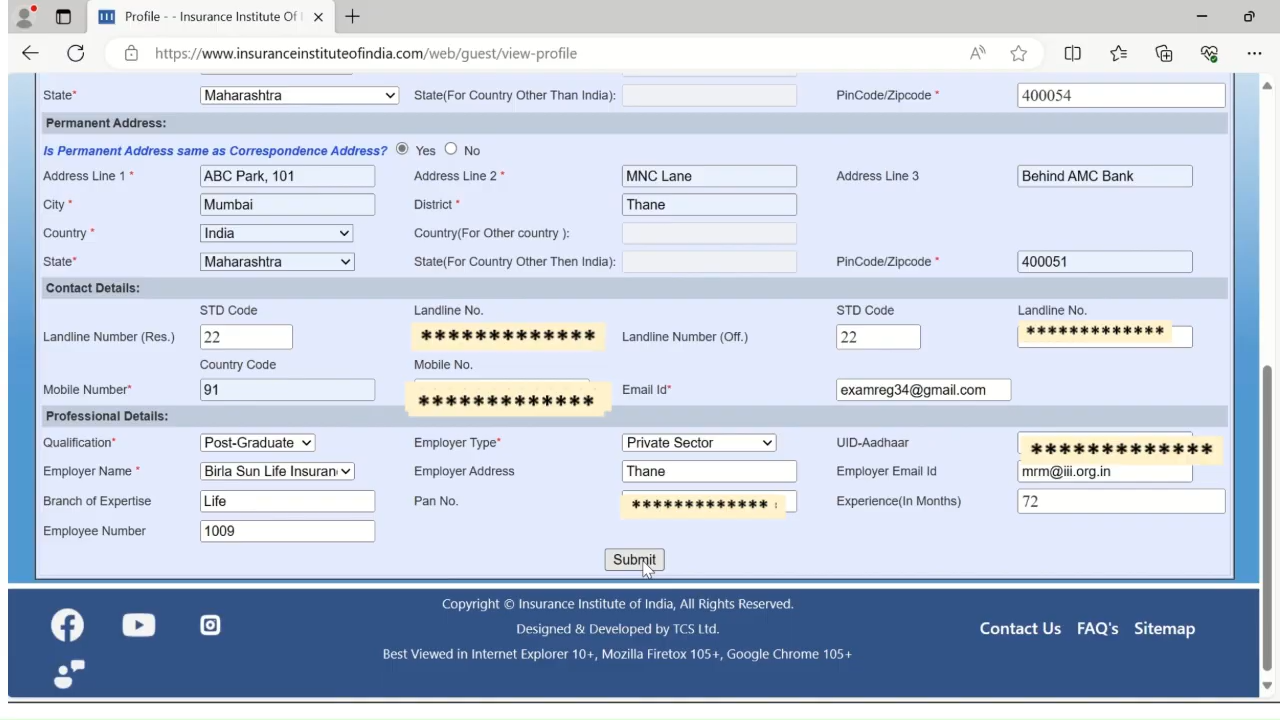 Profile - - Insurance Institute Of I
https://www.insuranceinstituteofindia.com/web/guest/view-profile
State* Maharashtra State(For Country Other Than India): PinCode/Zipcode * 400054
Permanent Address:
Is Permanent Address same as Correspondence Address? Yes No
Address Line 1 * ABC Park, 101 Address Line 2 * MNC Lane Address Line 3 Behind AMC Bank
City * Mumbai District * Thane
Country * India Country(For Other country ):
State* Maharashtra State(For Country Other Then India): PinCode/Zipcode * 400051
Contact Details:
STD Code Landline No. STD Code Landline No.
Landline Number (Res.) 22 ************* Landline Number (Off.) 22 *************
Country Code Mobile No.
Mobile Number* 91 ************* Email Id* examreg34@gmail.com
Professional Details:
Qualification* Post-Graduate Employer Type* Private Sector UID-Aadhaar *************
Employer Name * Birla Sun Life Insuran Employer Address Thane Employer Email Id mrm@iii.org.in
Branch of Expertise Life Pan No. ************* Experience(In Months) 72
Employee Number 1009
Submit
Copyright © Insurance Institute of India, All Rights Reserved.
Designed & Developed by TCS Ltd.
Best Viewed in Internet Explorer 10+, Mozilla Firefox 105+, Google Chrome 105+
Contact Us FAQ's Sitemap